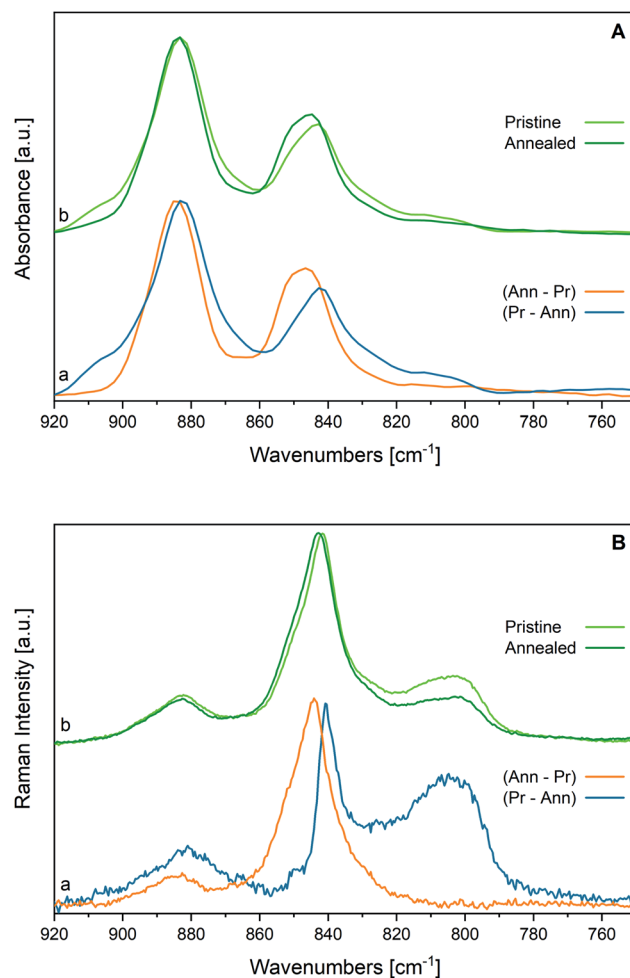 A
Absorbance [a.u.]
Pristine
Annealed
b
(Ann - Pr)
(Pr - Ann)
a
920 900 880 860 840 820 800 780 760
Wavenumbers [cm⁻¹]
B
Raman Intensity [a.u.]
Pristine
Annealed
b
(Ann - Pr)
(Pr - Ann)
a
920 900 880 860 840 820 800 780 760
Wavenumbers [cm⁻¹]